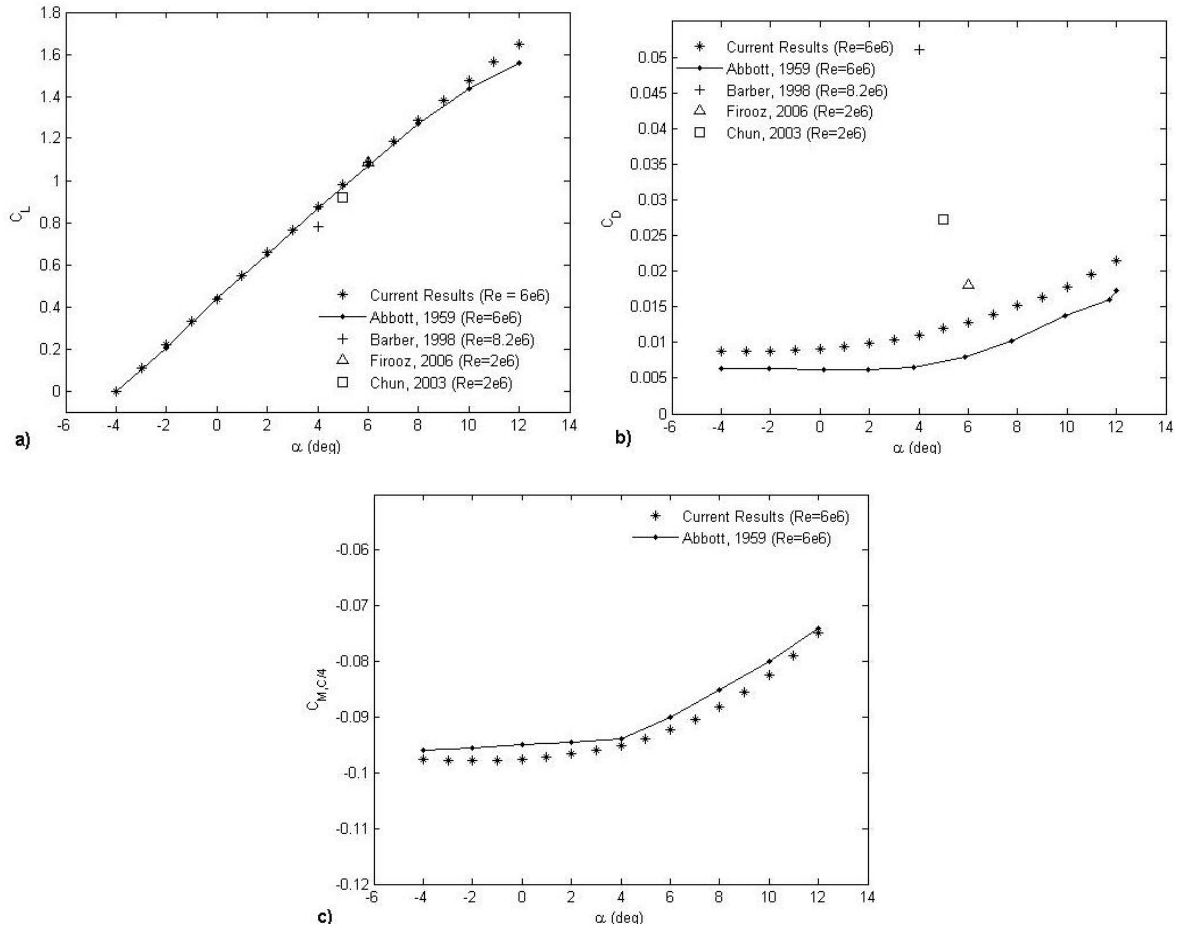 1.8
1.6
1.4
1.2
1
0.8
0.6
0.4
0.2
0
C_L
Current Results (Re = 6e6)
Abbott, 1959 (Re=6e6)
Barber, 1998 (Re=8.2e6)
Firooz, 2006 (Re=2e6)
Chun, 2003 (Re=2e6)
-6 -4 -2 0 2 4 6 8 10 12 14
α (deg)
a)
0.05
0.045
0.04
0.035
0.03
0.025
0.02
0.015
0.01
0.005
0
C_D
Current Results (Re=6e6)
Abbott, 1959 (Re=6e6)
Barber, 1998 (Re=8.2e6)
Firooz, 2006 (Re=2e6)
Chun, 2003 (Re=2e6)
-6 -4 -2 0 2 4 6 8 10 12 14
α (deg)
b)
Current Results (Re=6e6)
Abbott, 1959 (Re=6e6)
-0.06
-0.07
-0.08
-0.09
-0.1
-0.11
-0.12
C_M,C/4
-6 -4 -2 0 2 4 6 8 10 12 14
α (deg)
c)